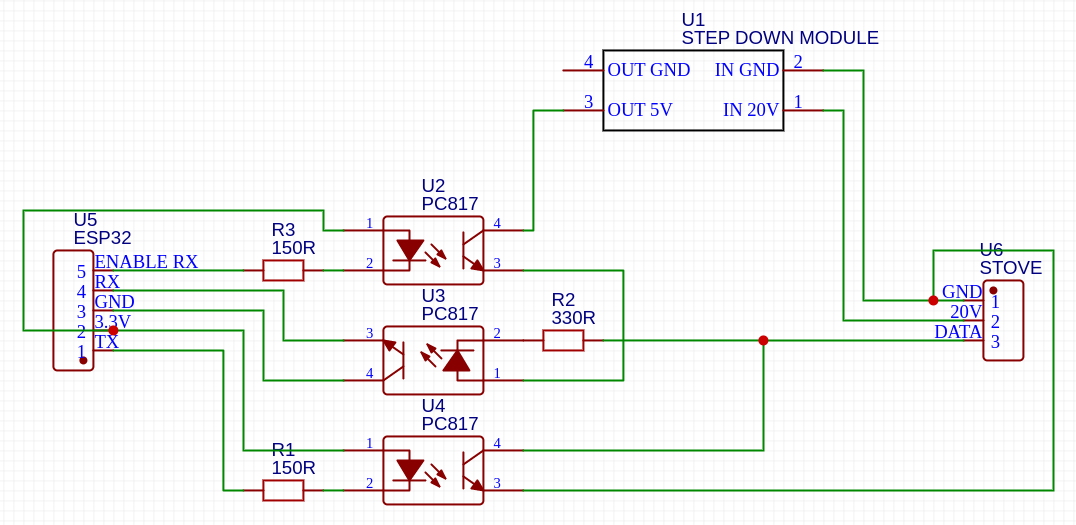 U1
STEP DOWN MODULE
4 OUT GND IN GND 2
3 OUT 5V IN 20V 1
U2
PC817
1 4
2 3
U5
ESP32
R3
150R
5 ENABLE RX
4 RX
3 GND
2 3.3V
1 TX
U3
PC817
3 2
4 1
R2
330R
U6
STOVE
GND 1
20V 2
DATA 3
U4
PC817
1 4
2 3
R1
150R